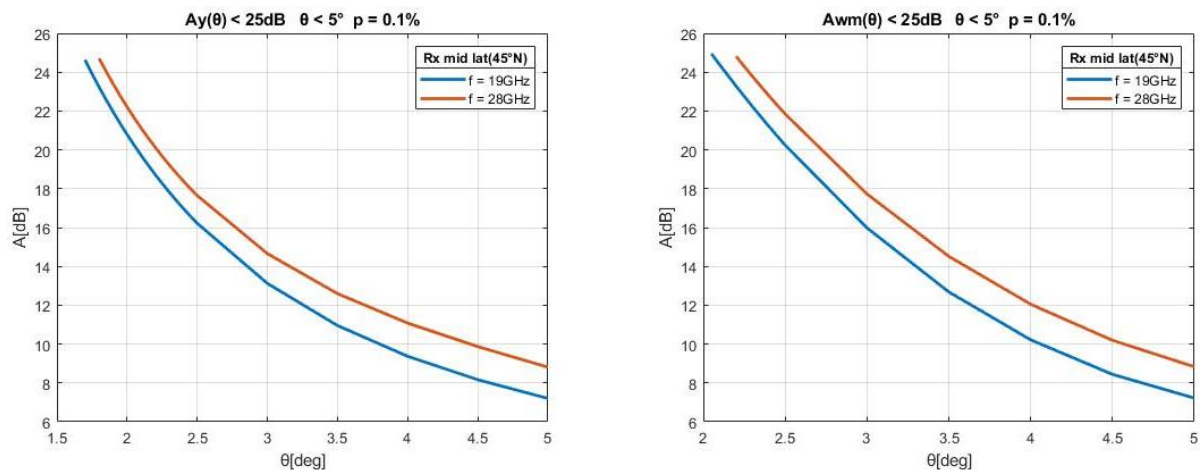 Ay(θ) < 25dB   θ < 5°  p = 0.1%
26
24
22
20
18
16
14
12
10
8
6
A[dB]
Rx mid lat(45°N)
f = 19GHz
f = 28GHz
1.5 2 2.5 3 3.5 4 4.5 5
θ[deg]
Awm(θ) < 25dB   θ < 5°  p = 0.1%
26
24
22
20
18
16
14
12
10
8
6
A[dB]
Rx mid lat(45°N)
f = 19GHz
f = 28GHz
2 2.5 3 3.5 4 4.5 5
θ[deg]